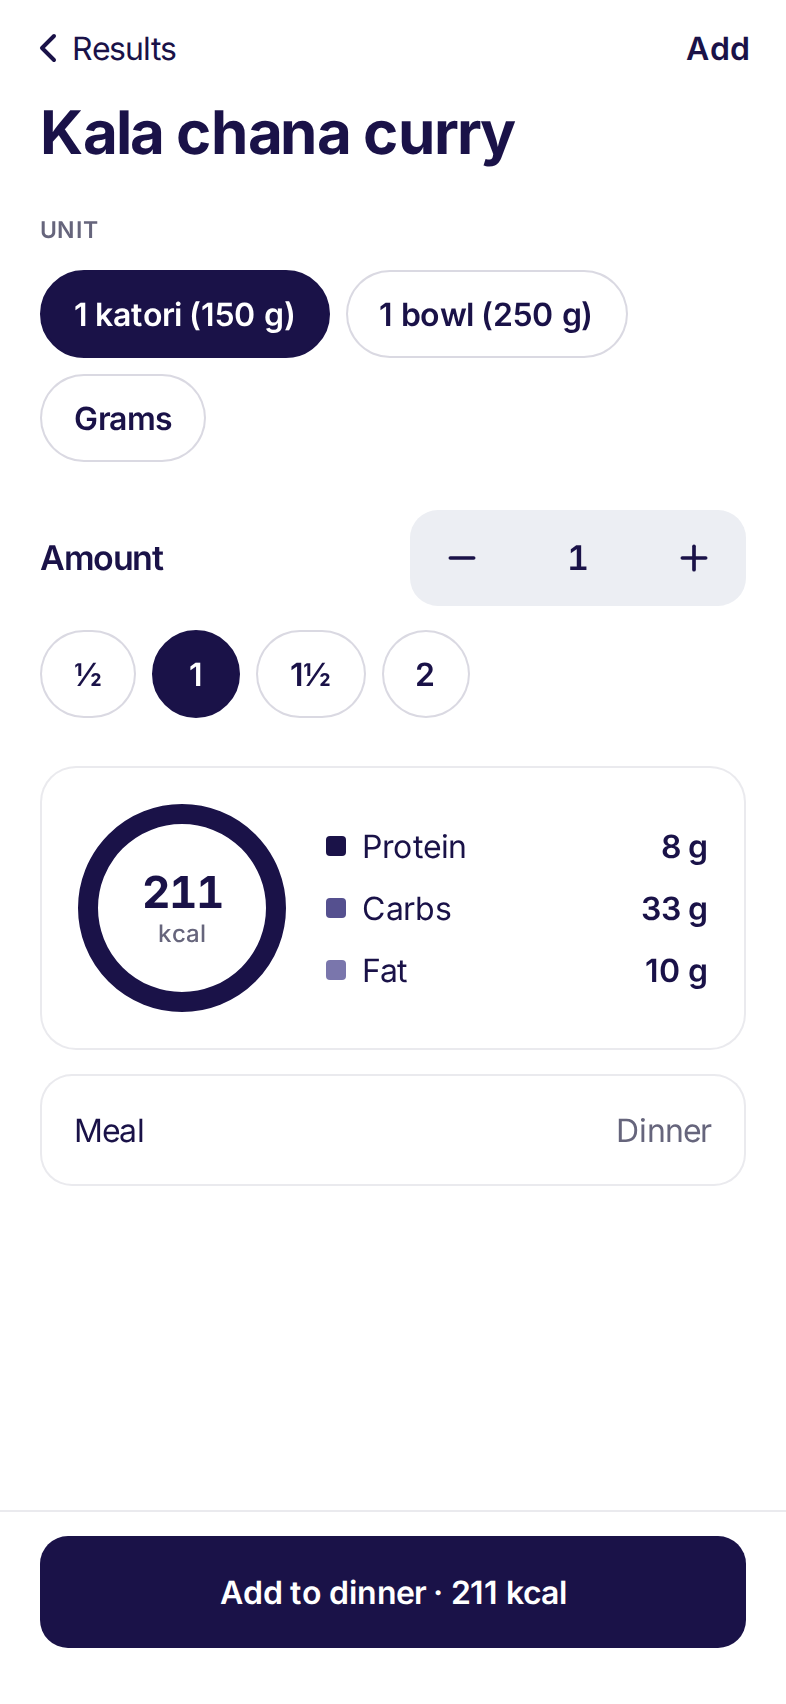 Results
Add
Kala chana curry
UNIT
1 katori (150 g)
1 bowl (250 g)
Grams
Amount
1
½
1
1½
2
211
kcal
Protein 8 g
Carbs 33 g
Fat 10 g
Meal Dinner
Add to dinner · 211 kcal